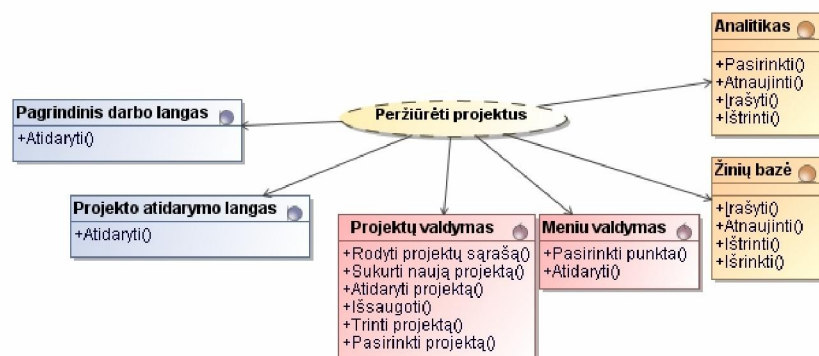 Analitikas
+Pasirinkti()
+Atnaujinti()
+Įrašyti()
+Ištrinti()
Peržiūrėti projektus
Pagrindinis darbo langas
+Atidaryti()
Projekto atidarymo langas
+Atidaryti()
Projektų valdymas
+Rodyti projektų sąrašą()
+Sukurti naują projektą()
+Atidaryti projektą()
+Išsaugoti()
+Trinti projektą()
+Pasirinkti projektą()
Meniu valdymas
+Pasirinkti punkta()
+Atidaryti()
Žinių bazė
+Įrašyti()
+Atnaujinti()
+Ištrinti()
+Išrinkti()